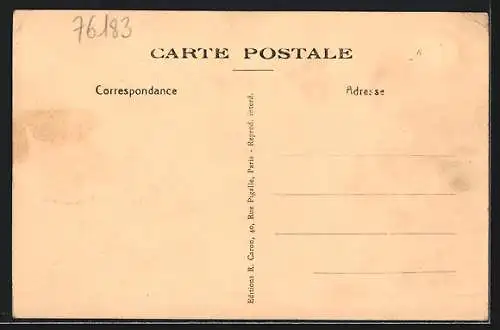 76183
CARTE POSTALE
Correspondance
Adresse
Editions R. Caron, 40, Rue Pigalle, Paris - Reprod. interd.